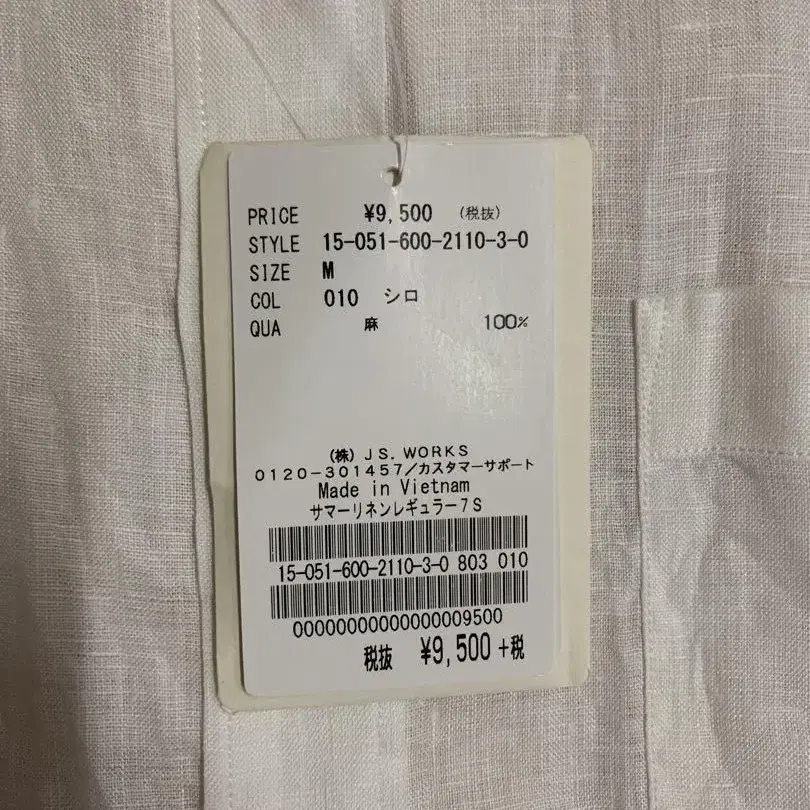 PRICE ¥9,500 (税抜)
STYLE 15-051-600-2110-3-0
SIZE M
COL 010 シロ
QUA 麻 100%
(株)JS.WORKS
0120-301457/カスタマーサポート
Made in Vietnam
サマーリネンレギュラー7S
15-051-600-2110-3-0 803 010
00000000000000009500
税抜 ¥9,500+税